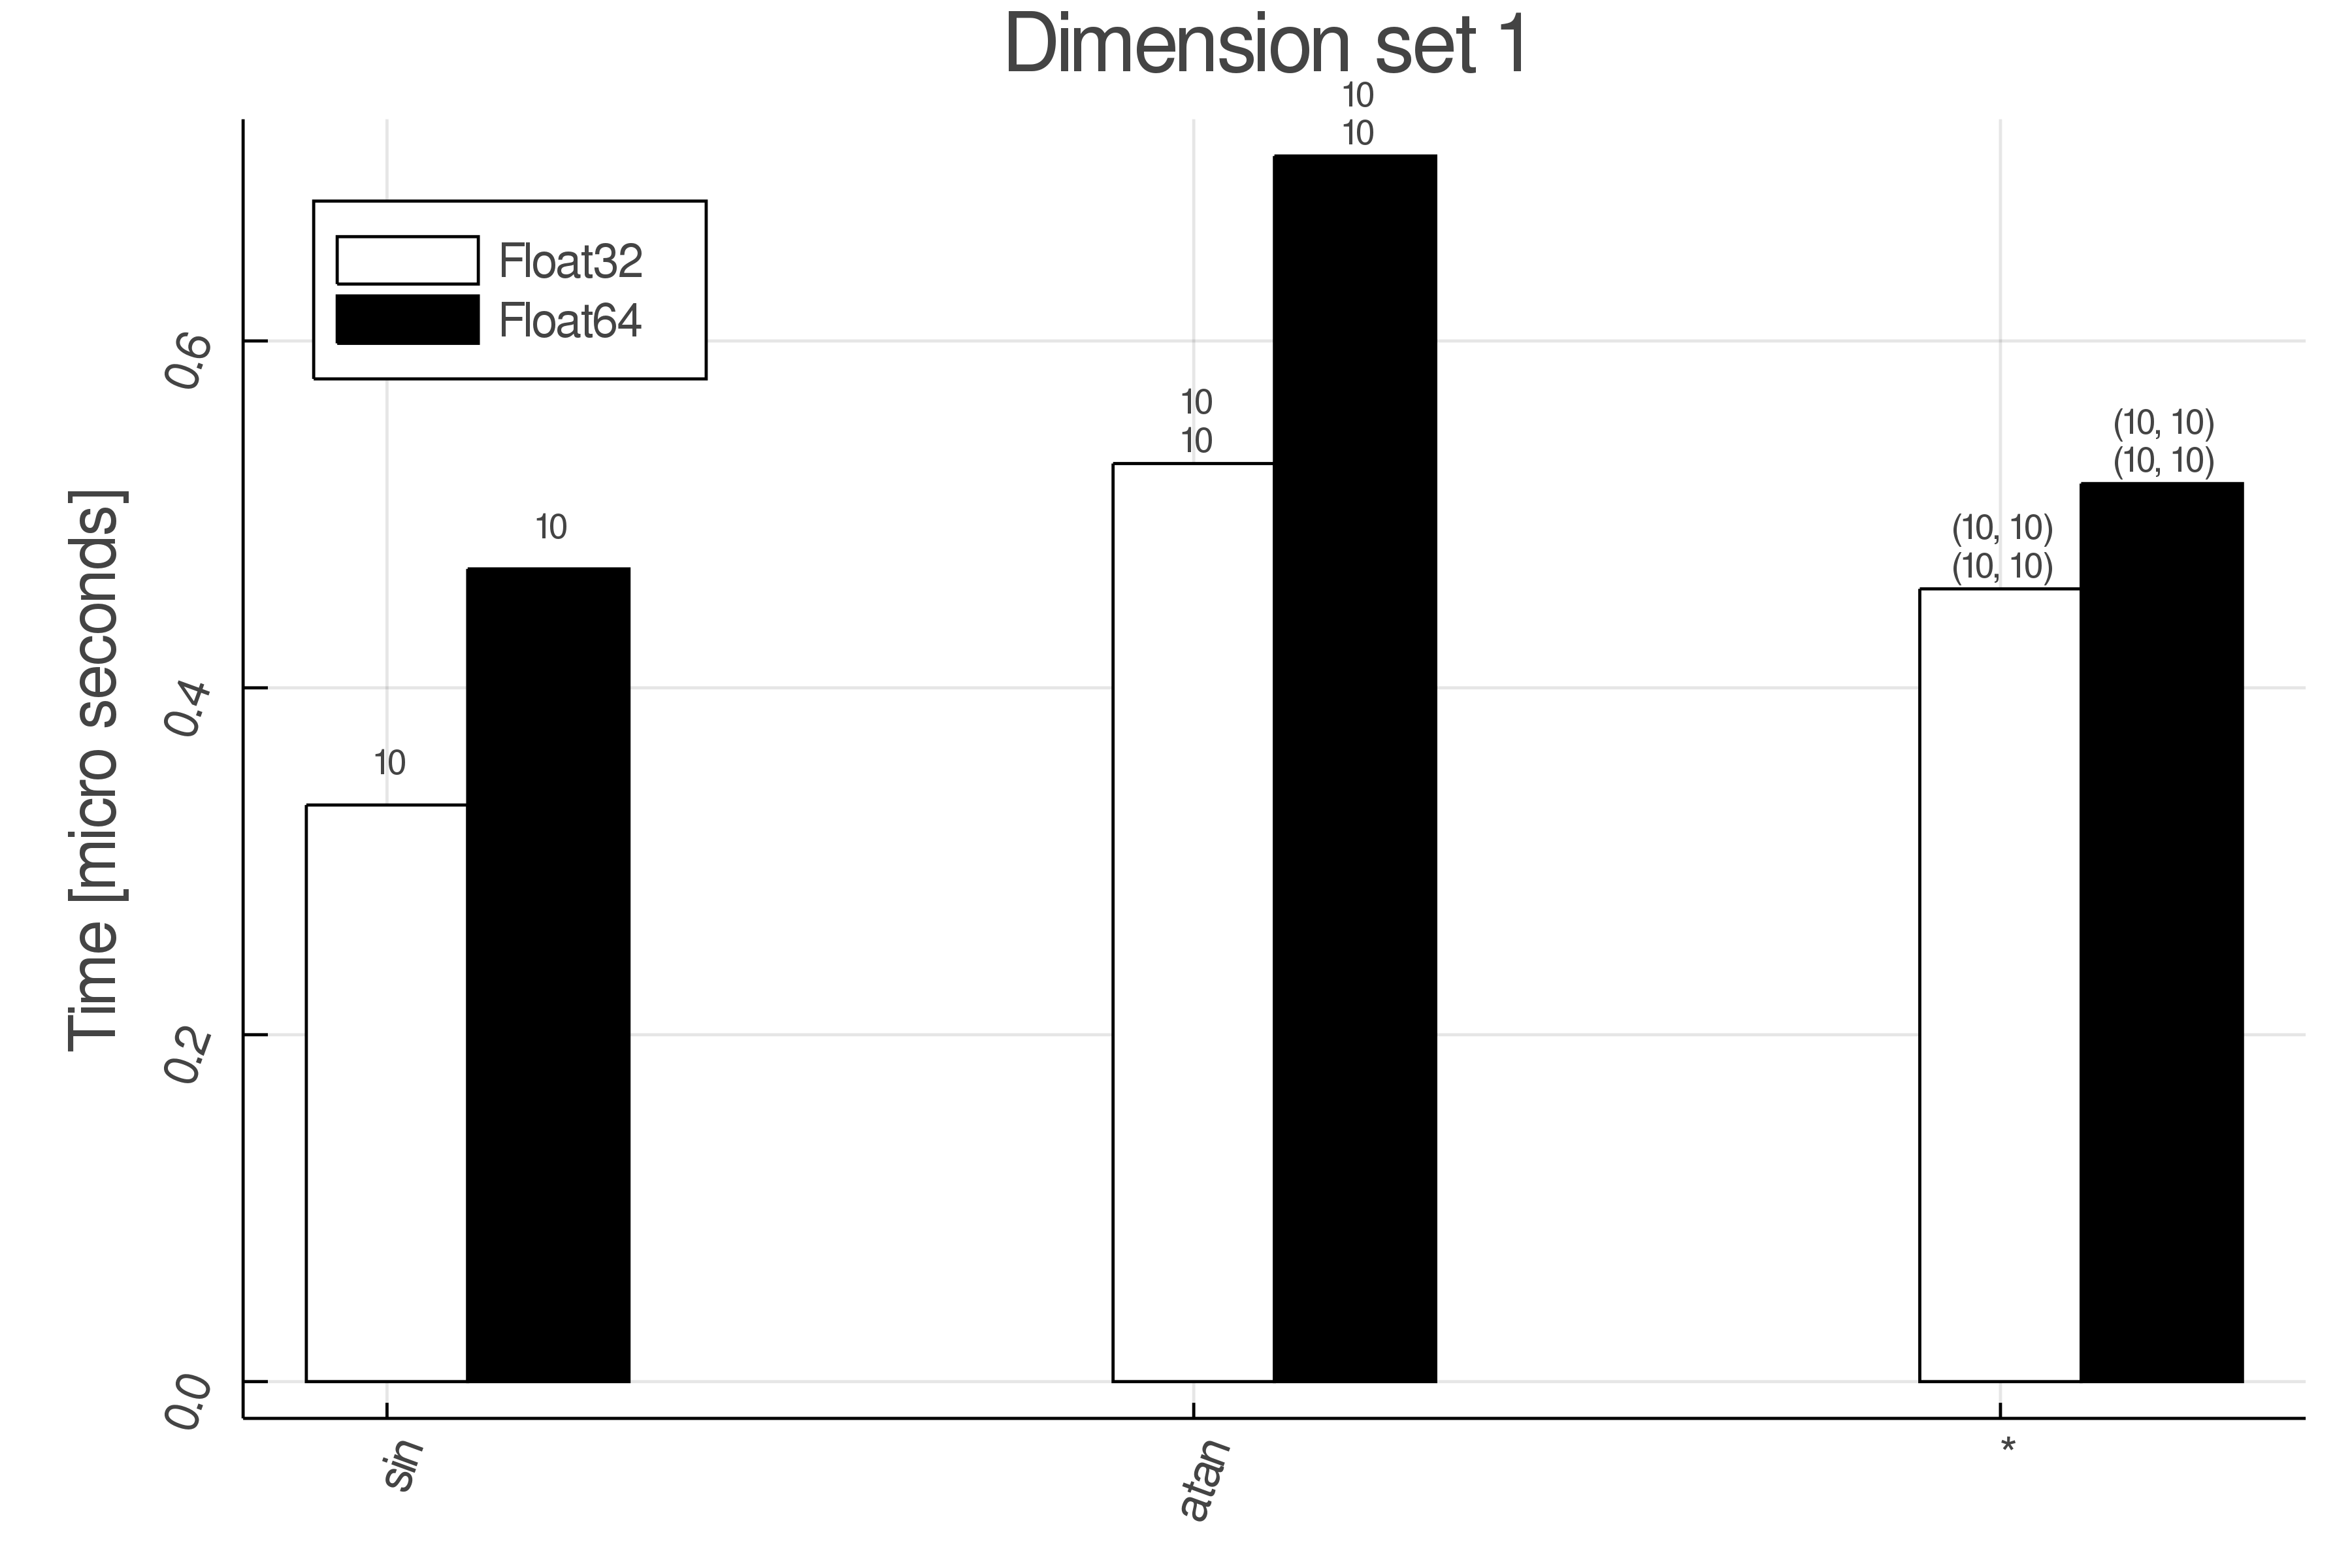 Dimension set 1
Time [micro seconds]
0.6
0.4
0.2
0.0
Float32
Float64
10
10
10
10
10
10
(10, 10)
(10, 10)
(10, 10)
(10, 10)
sin
atan
*